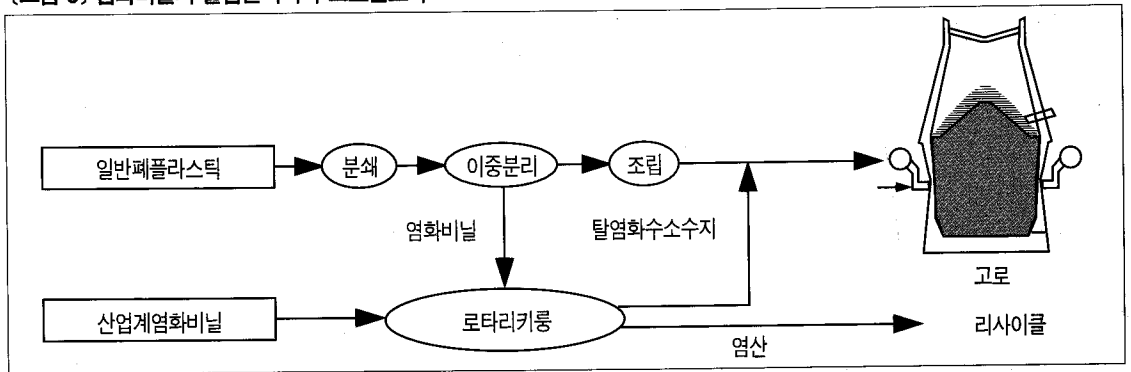 일반폐플라스틱
분쇄
이중분리
조립
염화비닐
탈염화수소수지
고로
산업계염화비닐
로타리키룽
염산
리사이클